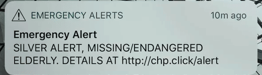 EMERGENCY ALERTS 10m ago
Emergency Alert
SILVER ALERT, MISSING/ENDANGERED
ELDERLY. DETAILS AT http://chp.click/alert